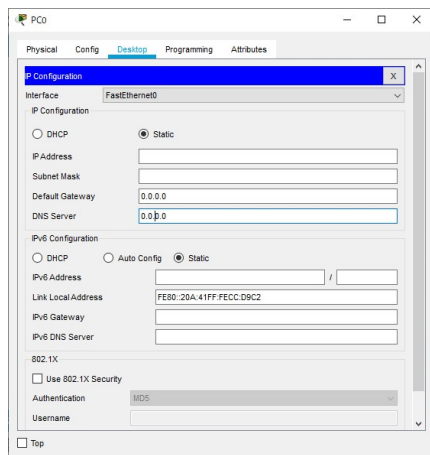 PC0
Physical Config Desktop Programming Attributes
IP Configuration X
Interface FastEthernet0
IP Configuration
DHCP Static
IP Address
Subnet Mask
Default Gateway 0.0.0.0
DNS Server 0.0.0.0
IPv6 Configuration
DHCP Auto Config Static
IPv6 Address /
Link Local Address FE80::20A:41FF:FECC:D9C2
IPv6 Gateway
IPv6 DNS Server
802.1X
Use 802.1X Security
Authentication MD5
Username
Top